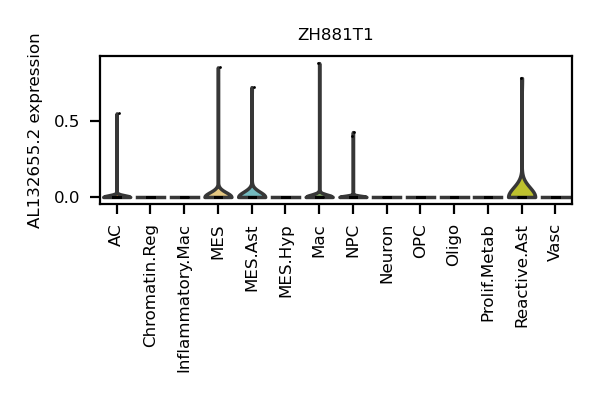 ZH881T1
AL132655.2 expression
0.5
0.0
AC
Chromatin.Reg
Inflammatory.Mac
MES
MES.Ast
MES.Hyp
Mac
NPC
Neuron
OPC
Oligo
Prolif.Metab
Reactive.Ast
Vasc